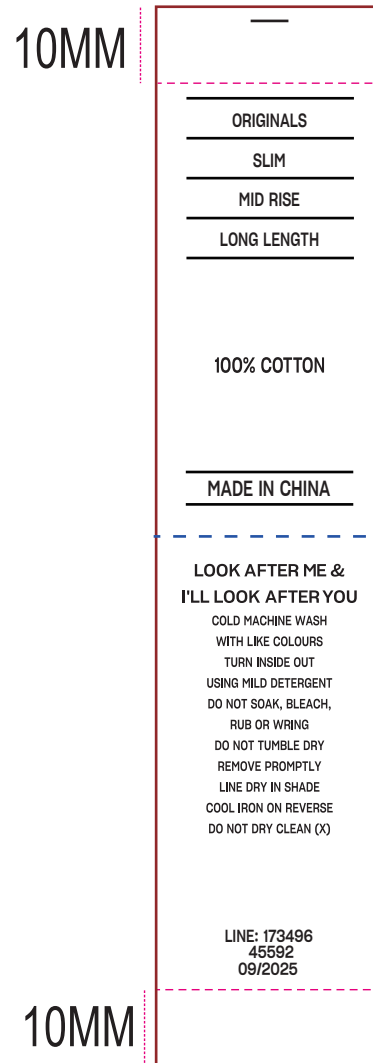 10MM
ORIGINALS
SLIM
MID RISE
LONG LENGTH
100% COTTON
MADE IN CHINA
LOOK AFTER ME &
I'LL LOOK AFTER YOU
COLD MACHINE WASH
WITH LIKE COLOURS
TURN INSIDE OUT
USING MILD DETERGENT
DO NOT SOAK, BLEACH,
RUB OR WRING
DO NOT TUMBLE DRY
REMOVE PROMPTLY
LINE DRY IN SHADE
COOL IRON ON REVERSE
DO NOT DRY CLEAN (X)
LINE: 173496
45592
09/2025
10MM